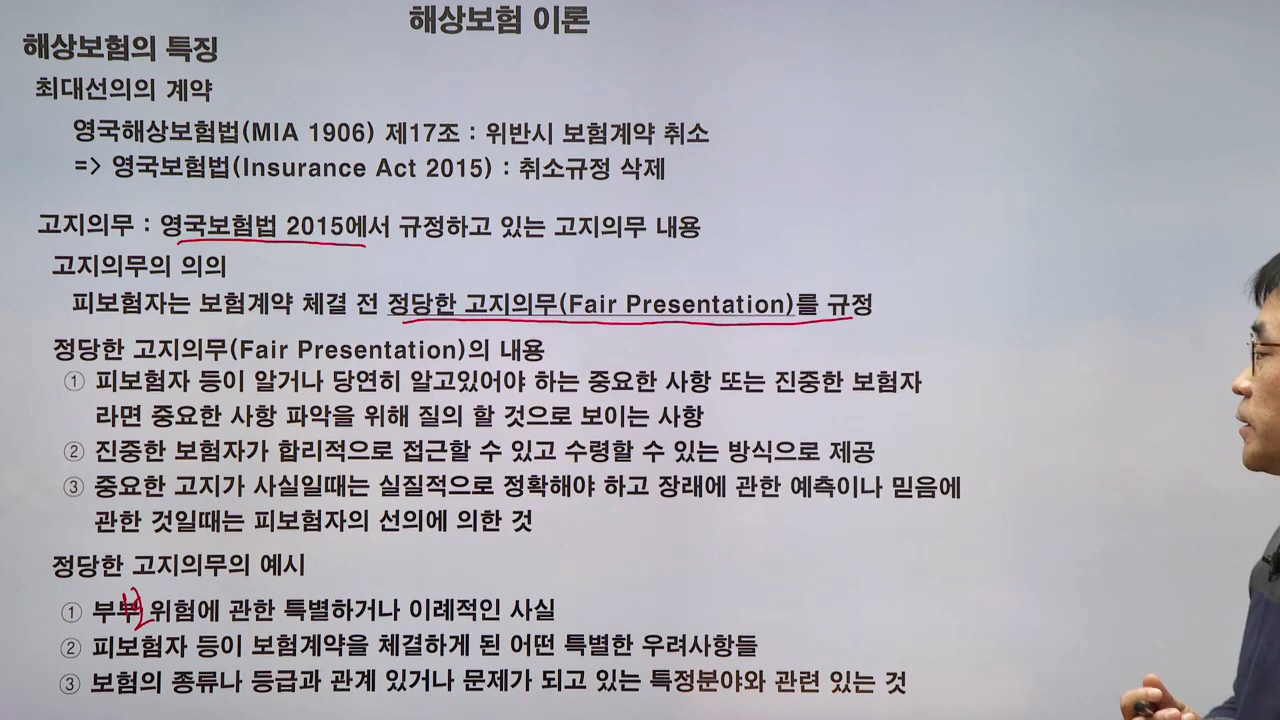 해상보험 이론
해상보험의 특징
최대선의의 계약
영국해상보험법(MIA 1906) 제17조 : 위반시 보험계약 취소
=> 영국보험법(Insurance Act 2015) : 취소규정 삭제
고지의무 : 영국보험법 2015에서 규정하고 있는 고지의무 내용
고지의무의 의의
피보험자는 보험계약 체결 전 정당한 고지의무(Fair Presentation)를 규정
정당한 고지의무(Fair Presentation)의 내용
① 피보험자 등이 알거나 당연히 알고있어야 하는 중요한 사항 또는 진중한 보험자
라면 중요한 사항 파악을 위해 질의 할 것으로 보이는 사항
② 진중한 보험자가 합리적으로 접근할 수 있고 수령할 수 있는 방식으로 제공
③ 중요한 고지가 사실일때는 실질적으로 정확해야 하고 장래에 관한 예측이나 믿음에
관한 것일때는 피보험자의 선의에 의한 것
정당한 고지의무의 예시
① 부 위험에 관한 특별하거나 이례적인 사실
② 피보험자 등이 보험계약을 체결하게 된 어떤 특별한 우려사항들
③ 보험의 종류나 등급과 관계 있거나 문제가 되고 있는 특정분야와 관련 있는 것